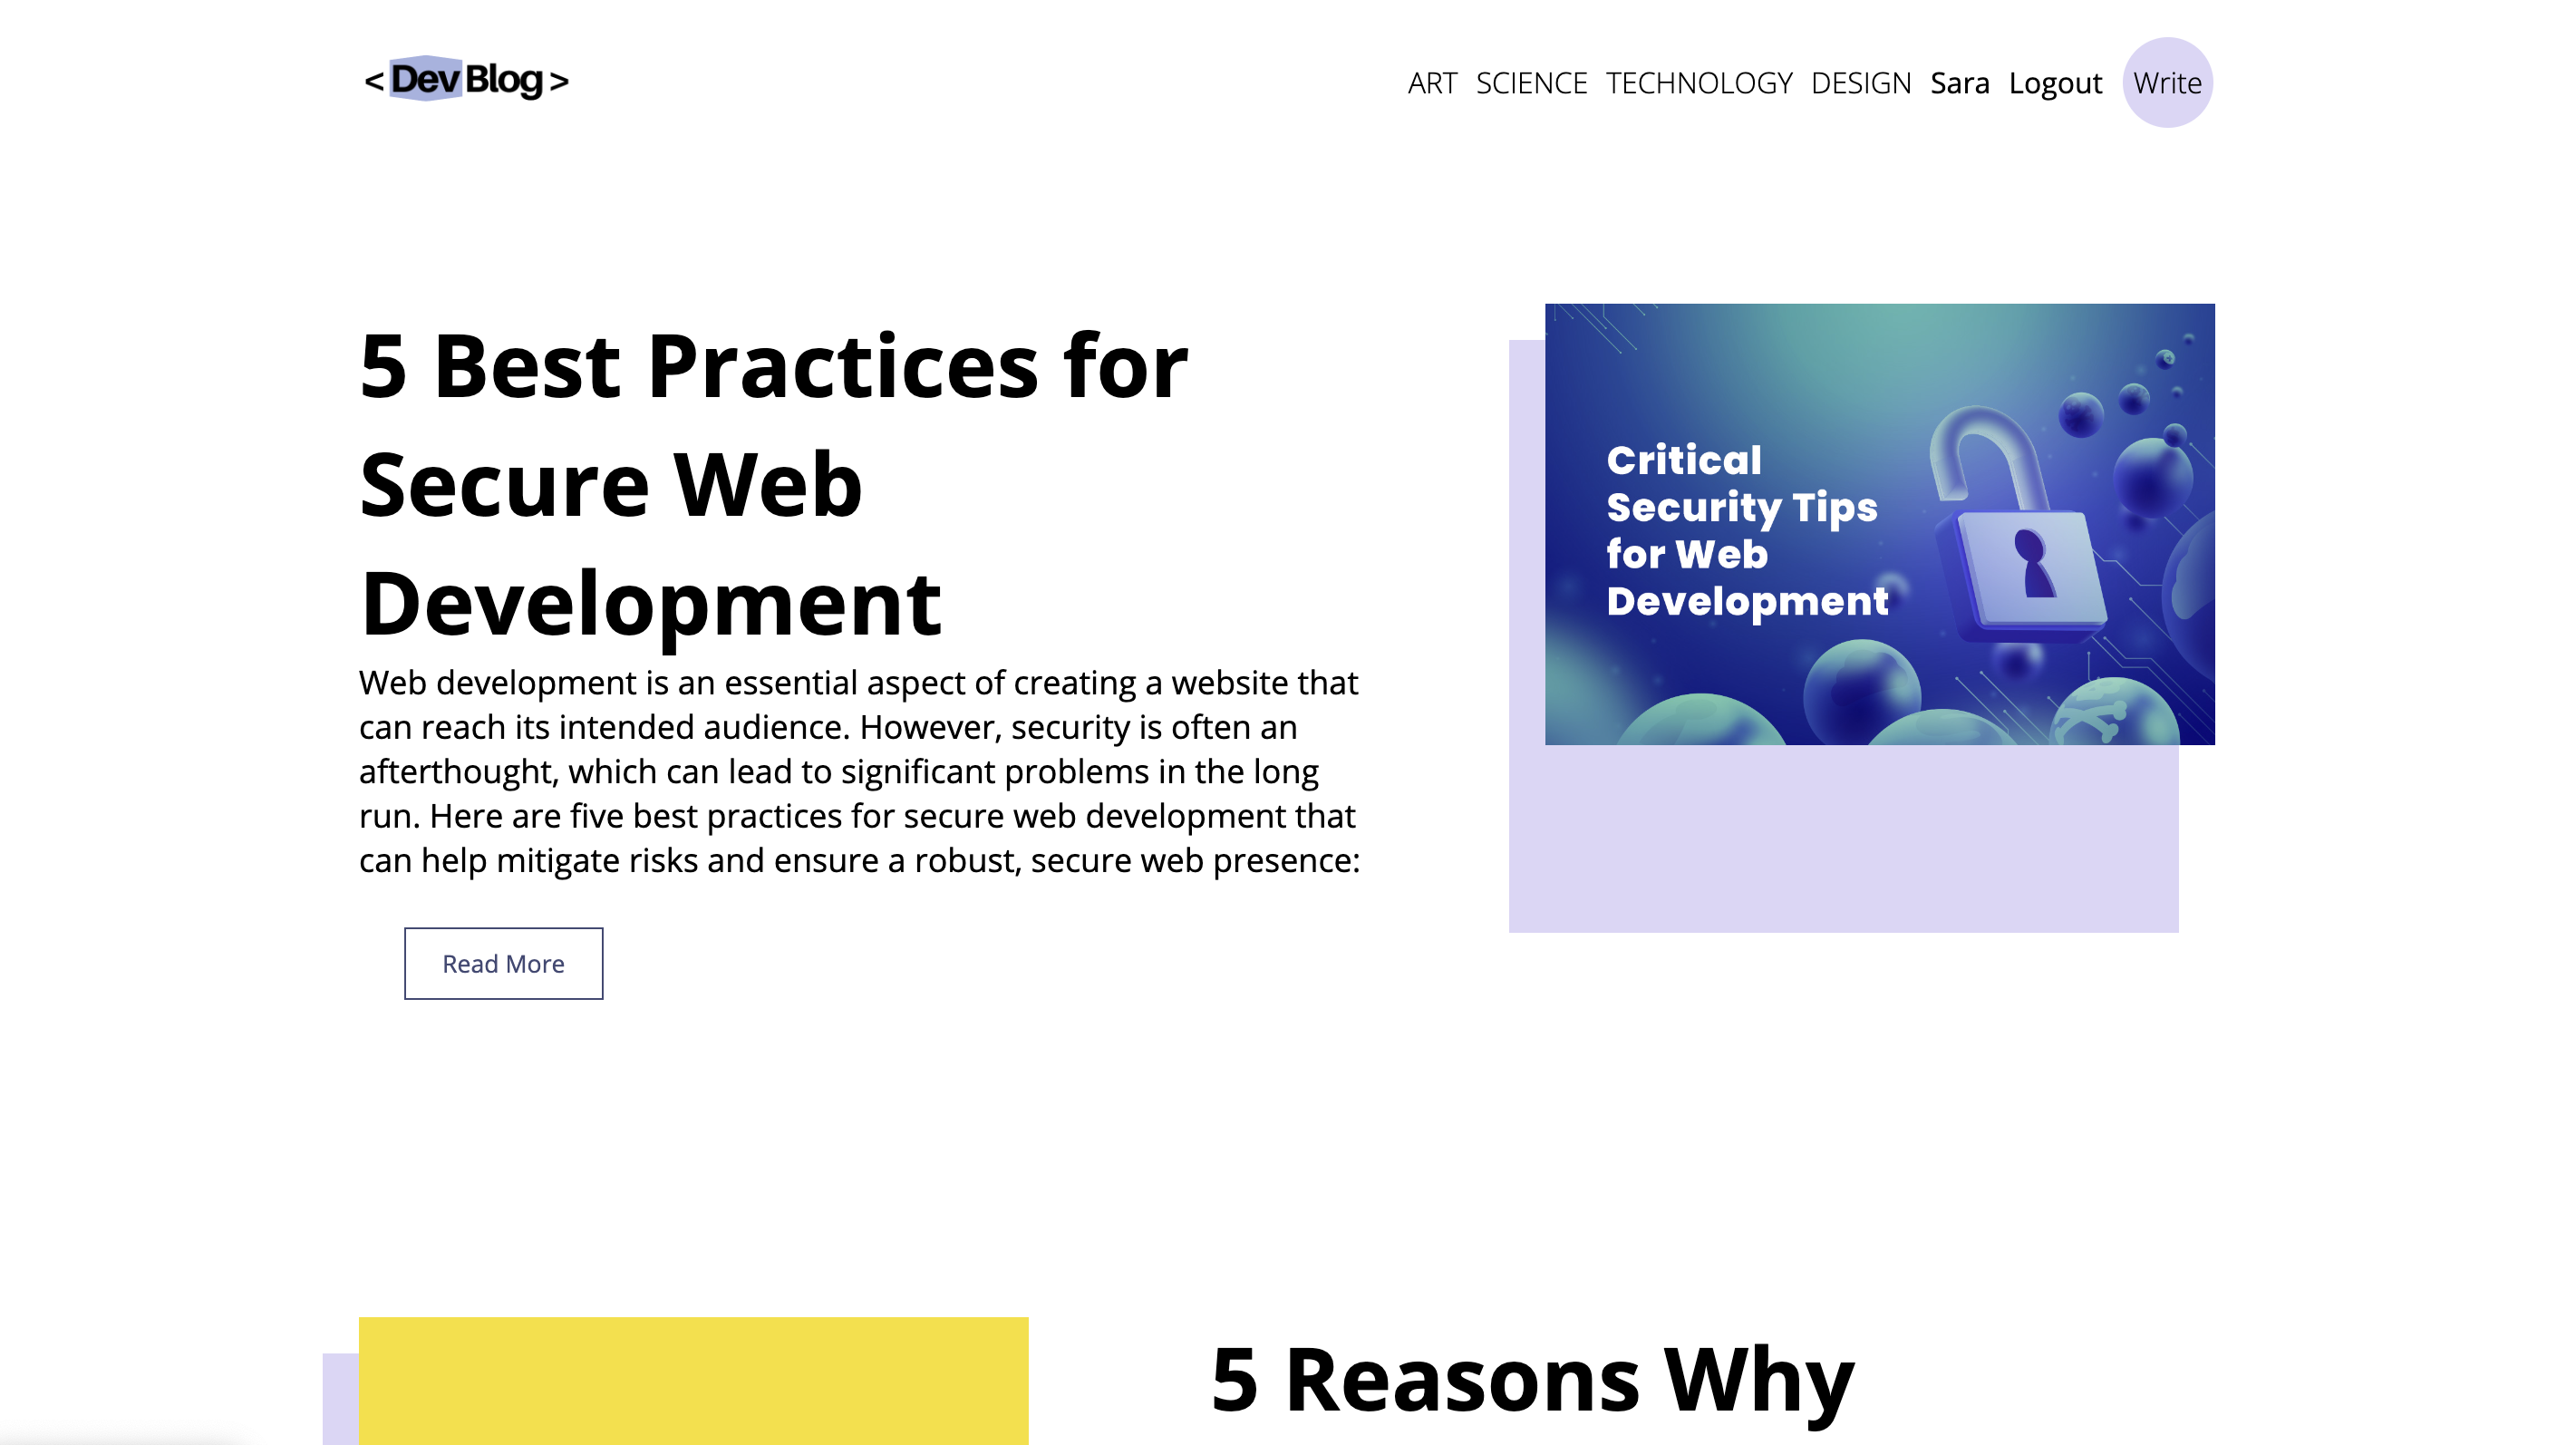 < Dev Blog >
ART SCIENCE TECHNOLOGY DESIGN Sara Logout Write
5 Best Practices for
Secure Web
Development
Web development is an essential aspect of creating a website that
can reach its intended audience. However, security is often an
afterthought, which can lead to significant problems in the long
run. Here are five best practices for secure web development that
can help mitigate risks and ensure a robust, secure web presence:
Read More
Critical
Security Tips
for Web
Development
5 Reasons Why